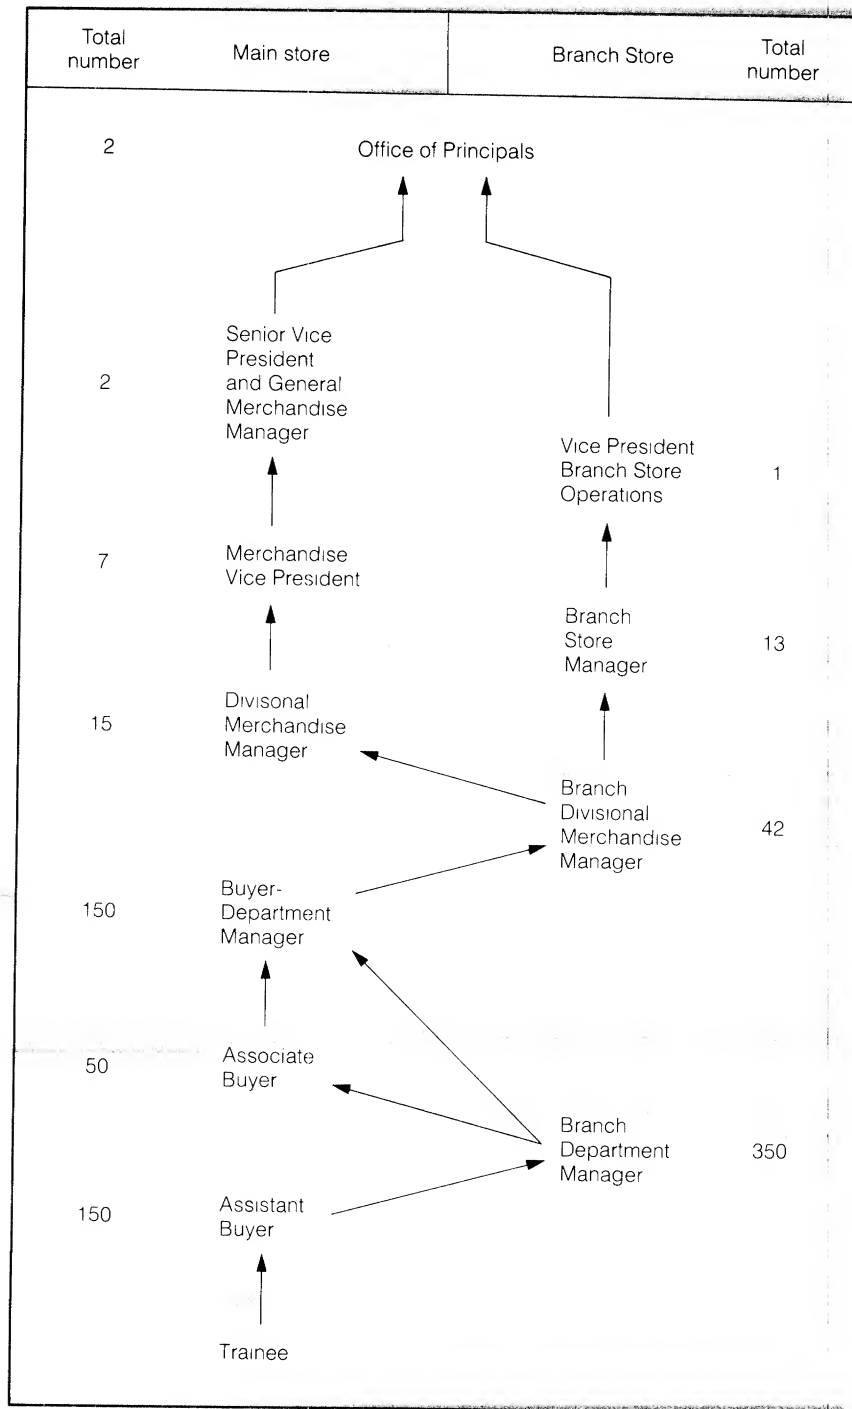 Total number
Main store
Branch Store
Total number
2
Office of Principals
Senior Vice
President
and General
Merchandise
Manager
2
Vice President
Branch Store
Operations
1
7
Merchandise
Vice President
Branch
Store
Manager
13
15
Divisonal
Merchandise
Manager
Branch
Divisional
Merchandise
Manager
42
150
Buyer-
Department
Manager
50
Associate
Buyer
Branch
Department
Manager
350
150
Assistant
Buyer
Trainee